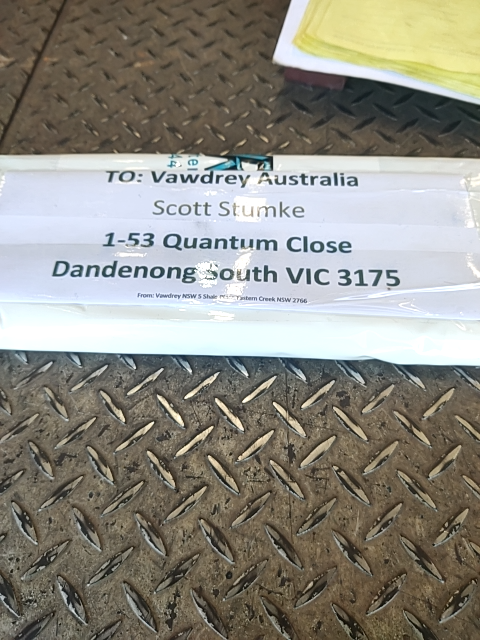 TO: Vawdrey Australia
Scott Stumke
1-53 Quantum Close
Dandenong South VIC 3175
From: Vawdrey NSW 5 Eastern Creek NSW 2766